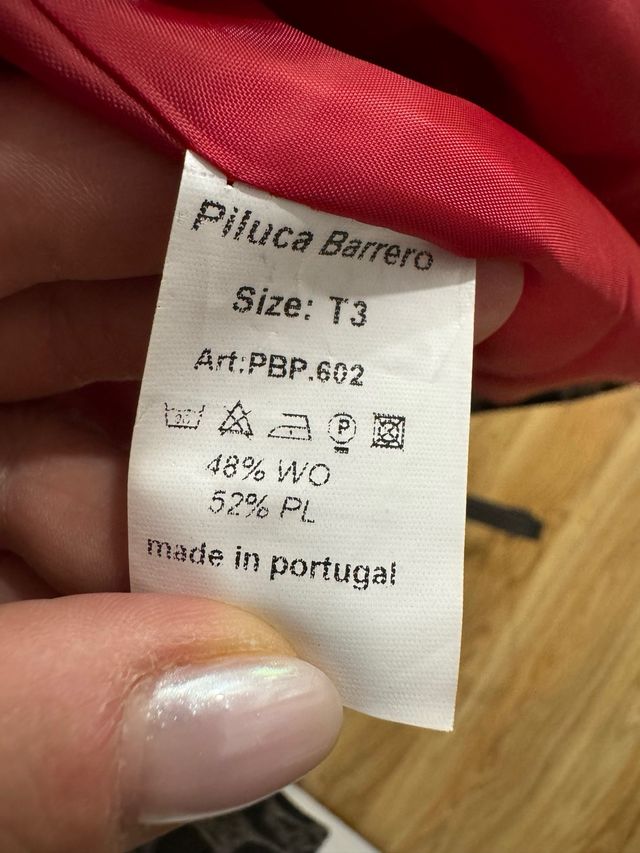 Piluca Barrero
Size: T3
Art:PBP.602
P
48% WO
52% PL
made in portugal